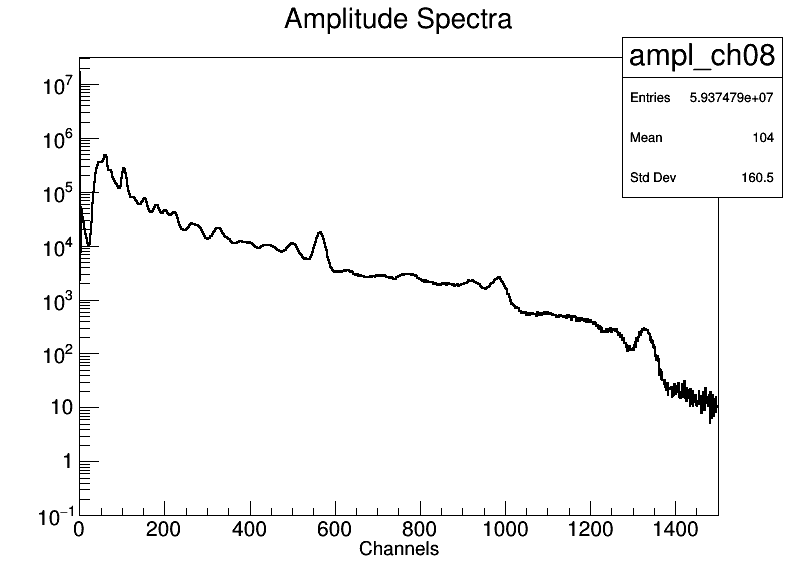 Amplitude Spectra
ampl_ch08
Entries 5.937479e+07
Mean 104
Std Dev 160.5
10^7
10^6
10^5
10^4
10^3
10^2
10
1
10^−1
0 200 400 600 800 1000 1200 1400
Channels